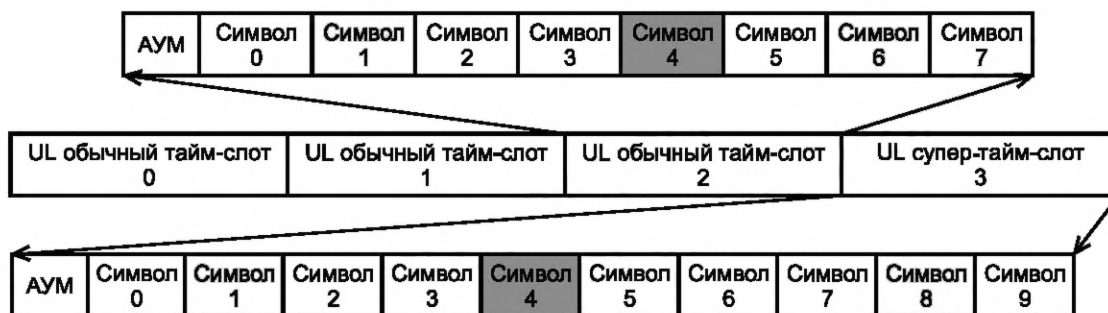 АУМ Символ 0 Символ 1 Символ 2 Символ 3 Символ 4 Символ 5 Символ 6 Символ 7
UL обычный тайм-слот 0 UL обычный тайм-слот 1 UL обычный тайм-слот 2 UL супер-тайм-слот 3
АУМ Символ 0 Символ 1 Символ 2 Символ 3 Символ 4 Символ 5 Символ 6 Символ 7 Символ 8 Символ 9